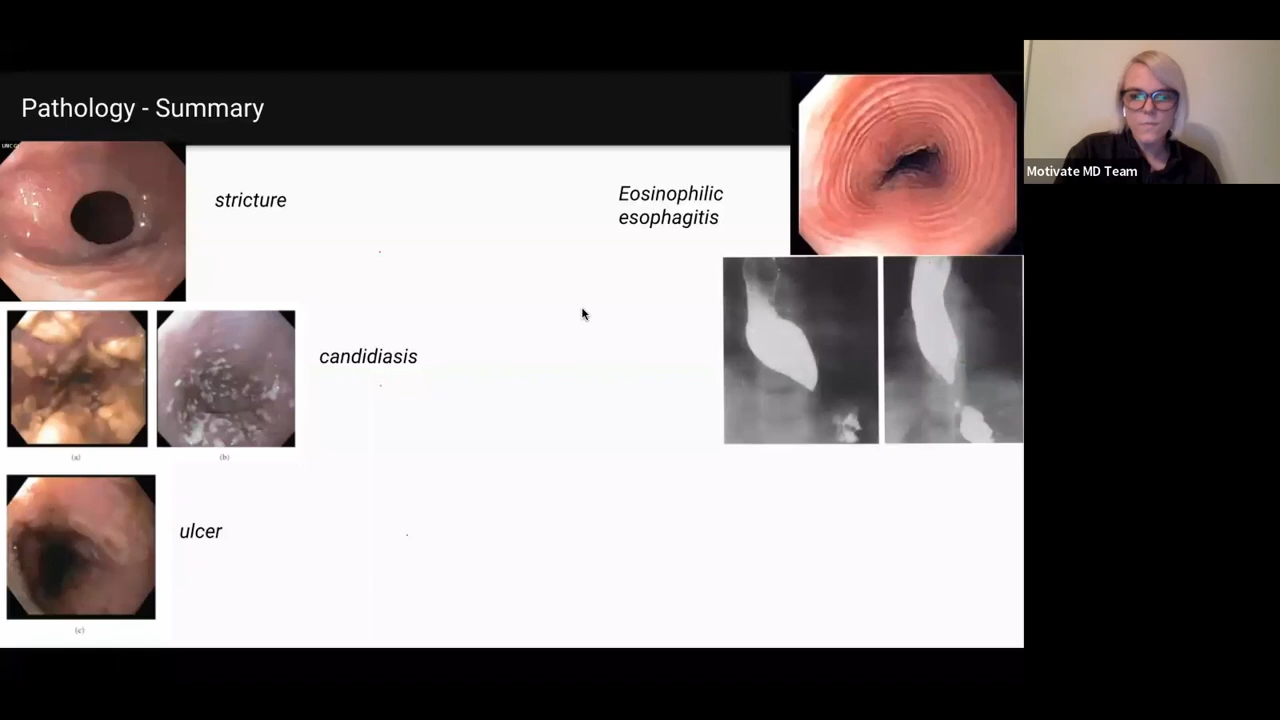 Pathology - Summary
stricture
Eosinophilic
esophagitis
candidiasis
(a)
(b)
ulcer
(c)
Motivate MD Team